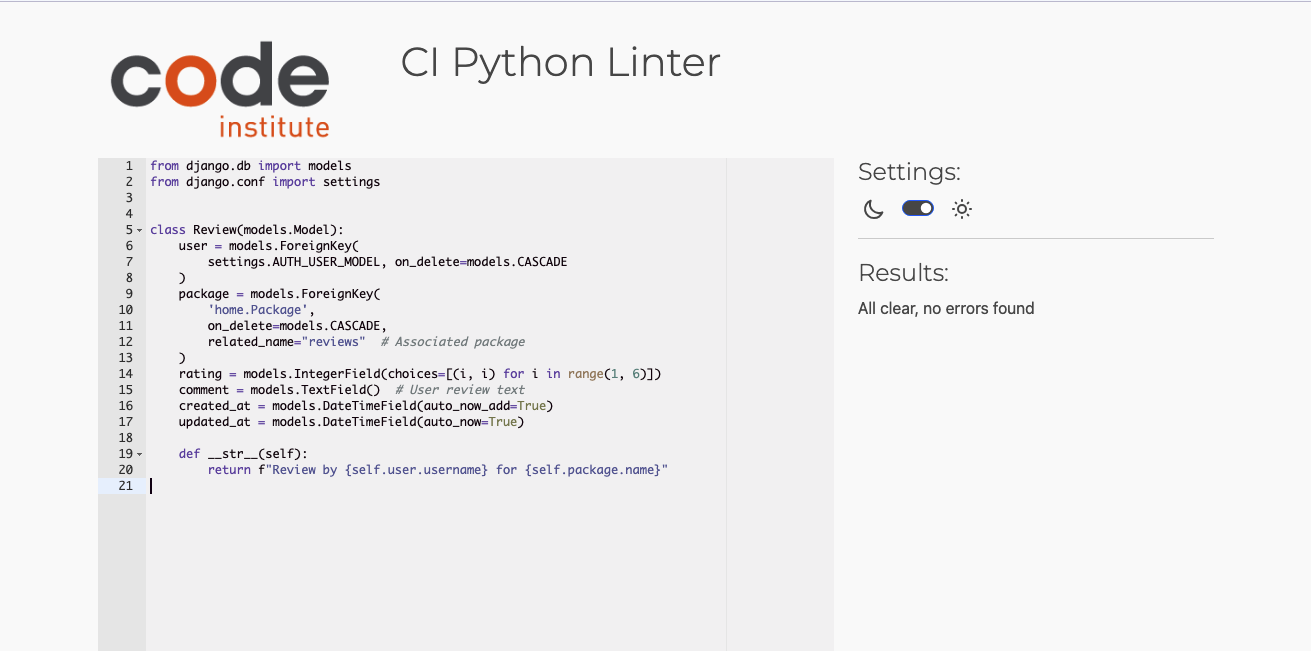 code
institute
CI Python Linter
1 from django.db import models
2 from django.conf import settings
3
4
5 class Review(models.Model):
6     user = models.ForeignKey(
7         settings.AUTH_USER_MODEL, on_delete=models.CASCADE
8     )
9     package = models.ForeignKey(
10         'home.Package',
11         on_delete=models.CASCADE,
12         related_name="reviews"  # Associated package
13     )
14     rating = models.IntegerField(choices=[(i, i) for i in range(1, 6)])
15     comment = models.TextField()  # User review text
16     created_at = models.DateTimeField(auto_now_add=True)
17     updated_at = models.DateTimeField(auto_now=True)
18
19     def __str__(self):
20         return f"Review by {self.user.username} for {self.package.name}"
21
Settings:
Results:
All clear, no errors found